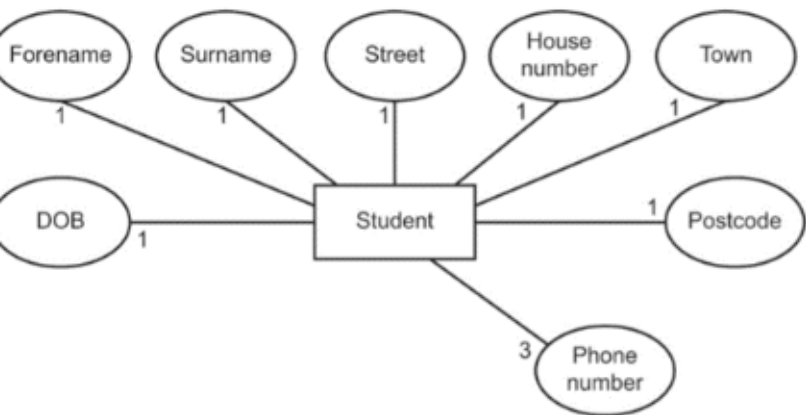 Forename
Surname
Street
House
number
Town
1
1
1
1
1
DOB
1
Student
1
Postcode
3
Phone
number